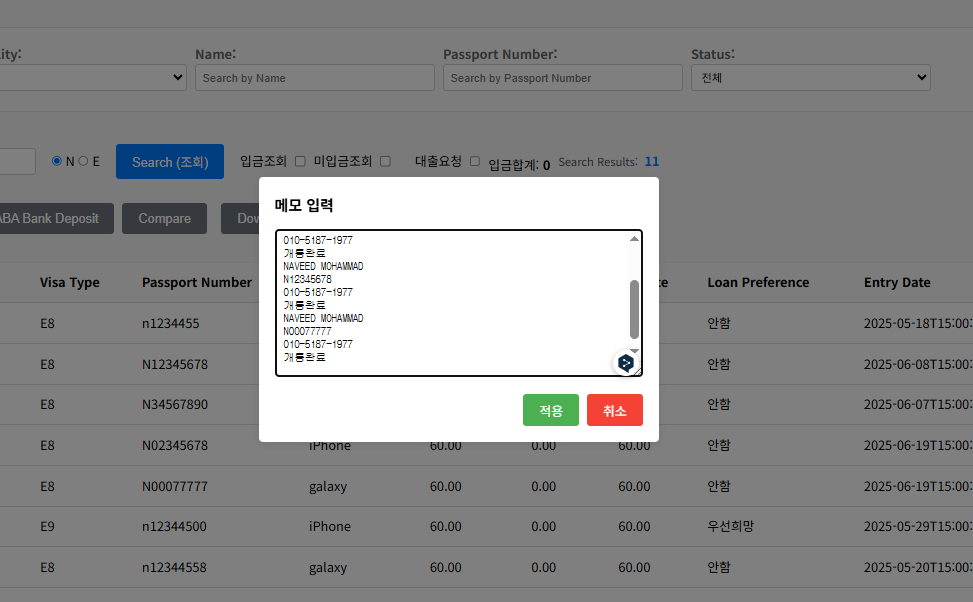 Name:
Passport Number:
Status:
Search by Name
Search by Passport Number
전체
N
E
Search (조회)
입금조회
미입금조회
대출요청
입금합계: 0
Search Results: 11
Bank Deposit
Compare
메모 입력
010-5187-1977
개통완료
NAVEED MOHAMMAD
N12345678
010-5187-1977
개통완료
NAVEED MOHAMMAD
N00077777
010-5187-1977
개통완료
적용
취소
Visa Type
Passport Number
Loan Preference
Entry Date
E8
n1234455
안함
2025-05-18T15:00:
E8
N12345678
안함
2025-06-08T15:00:
E8
N34567890
안함
2025-06-07T15:00:
E8
N02345678
iPhone
60.00
0.00
60.00
안함
2025-06-19T15:00:
E8
N00077777
galaxy
60.00
0.00
60.00
안함
2025-06-19T15:00:
E9
n12344500
iPhone
60.00
0.00
60.00
우선희망
2025-05-29T15:00:
E8
n12344558
galaxy
60.00
0.00
60.00
안함
2025-05-20T15:00: